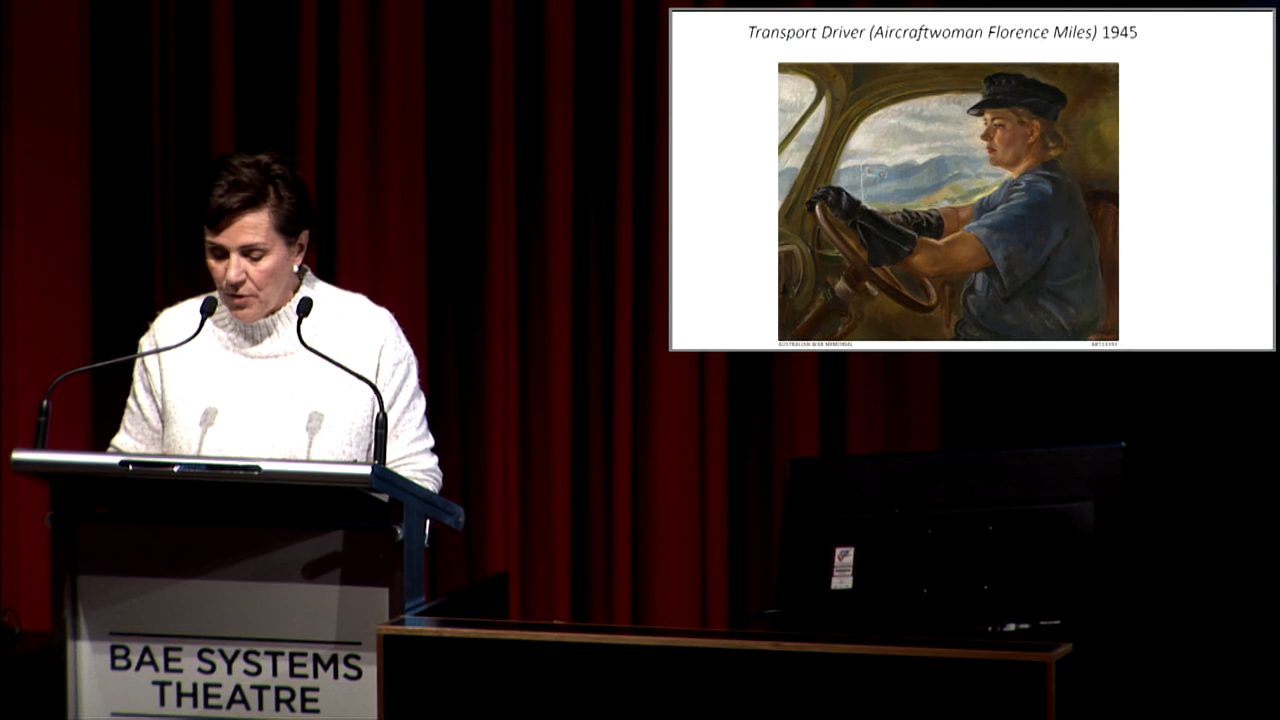 Transport Driver (Aircraftwoman Florence Miles) 1945
AUSTRALIAN WAR MEMORIAL
BAE SYSTEMS
THEATRE